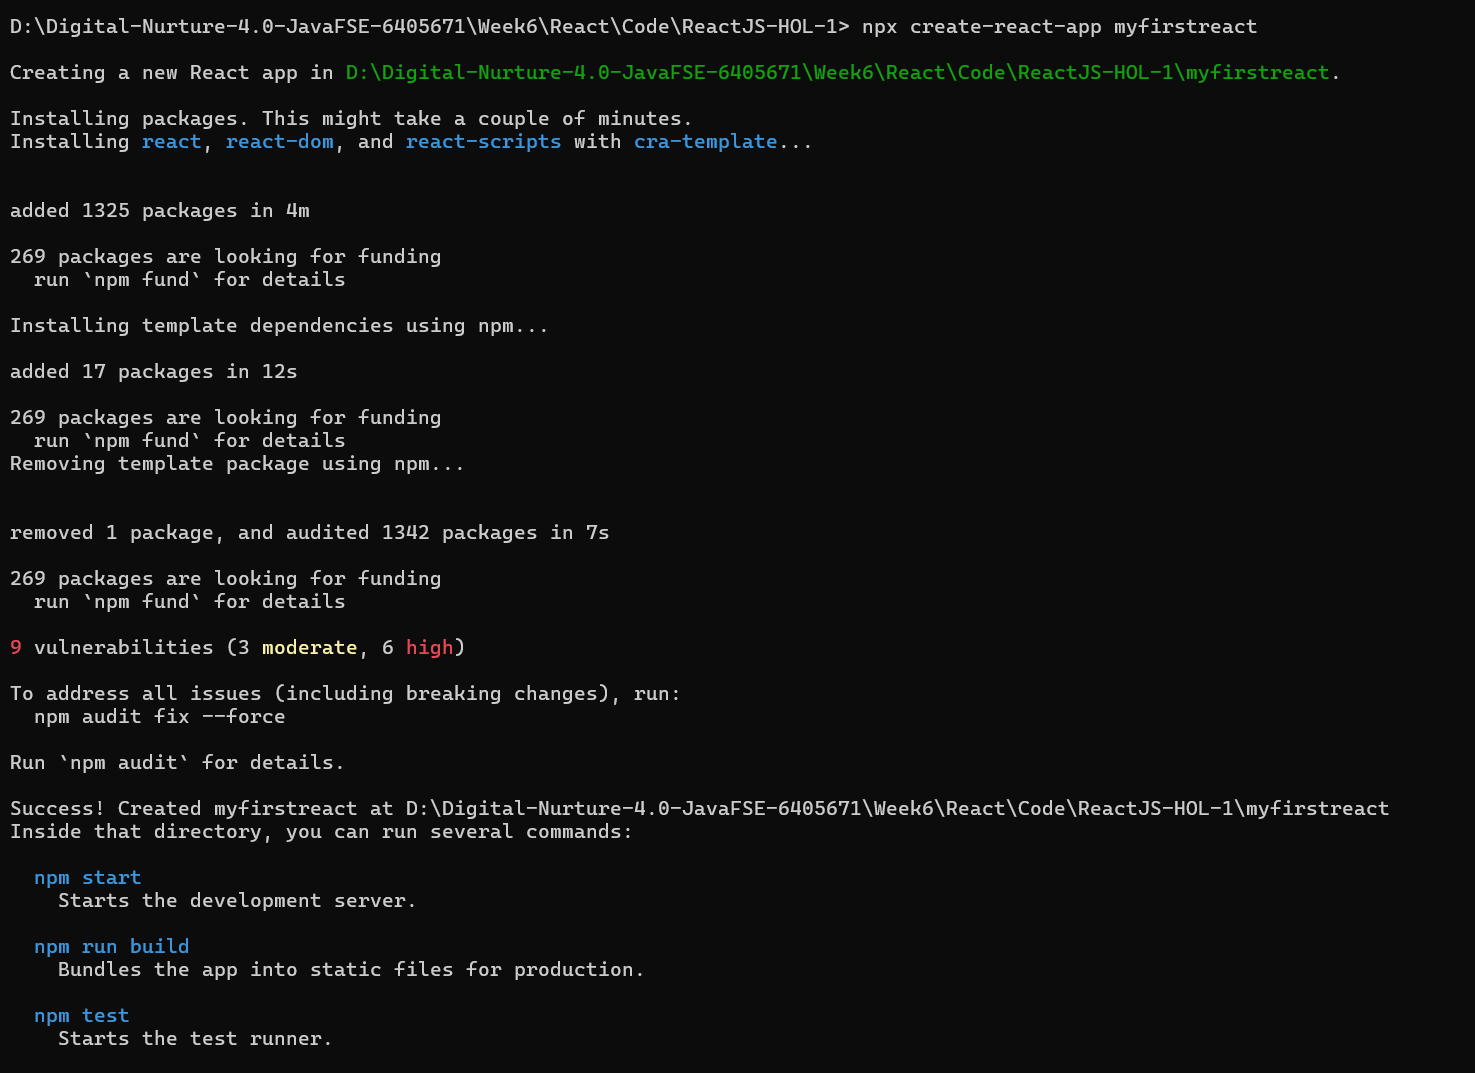 D:\Digital-Nurture-4.0-JavaFSE-6405671\Week6\React\Code\ReactJS-HOL-1> npx create-react-app myfirstreact
Creating a new React app in D:\Digital-Nurture-4.0-JavaFSE-6405671\Week6\React\Code\ReactJS-HOL-1\myfirstreact.
Installing packages. This might take a couple of minutes.
Installing react, react-dom, and react-scripts with cra-template...
added 1325 packages in 4m
269 packages are looking for funding
  run `npm fund` for details
Installing template dependencies using npm...
added 17 packages in 12s
269 packages are looking for funding
  run `npm fund` for details
Removing template package using npm...
removed 1 package, and audited 1342 packages in 7s
269 packages are looking for funding
  run `npm fund` for details
9 vulnerabilities (3 moderate, 6 high)
To address all issues (including breaking changes), run:
  npm audit fix --force
Run `npm audit` for details.
Success! Created myfirstreact at D:\Digital-Nurture-4.0-JavaFSE-6405671\Week6\React\Code\ReactJS-HOL-1\myfirstreact
Inside that directory, you can run several commands:
  npm start
    Starts the development server.
  npm run build
    Bundles the app into static files for production.
  npm test
    Starts the test runner.